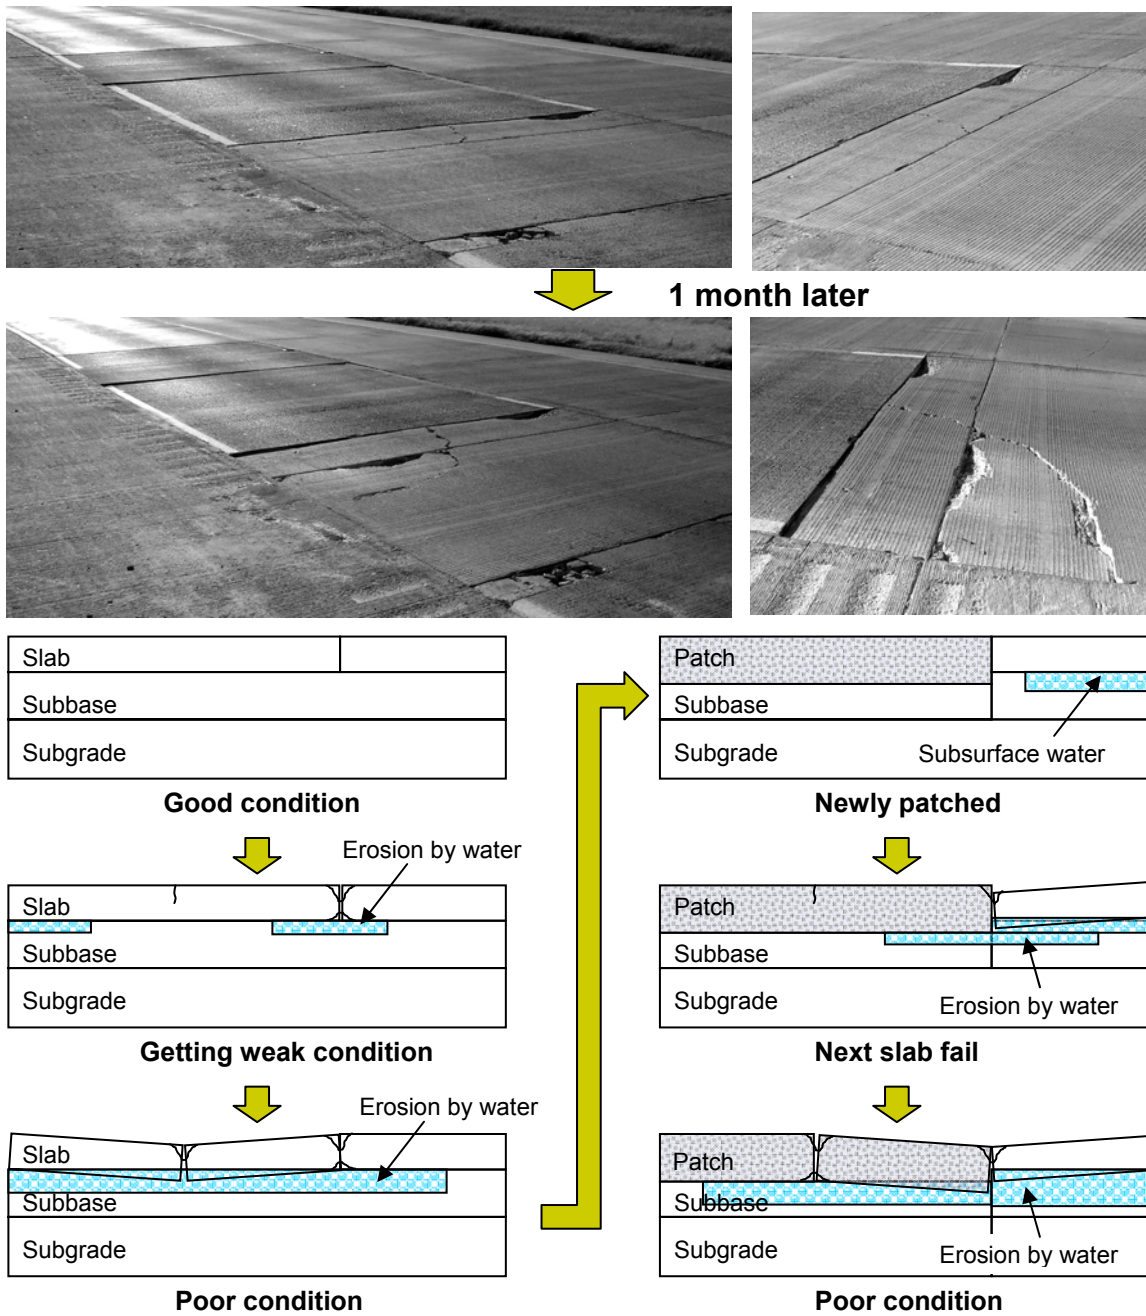 1 month later
Slab
Subbase
Subgrade
Good condition
Erosion by water
Slab
Subbase
Subgrade
Getting weak condition
Erosion by water
Slab
Subbase
Subgrade
Poor condition
Patch
Subbase
Subgrade
Subsurface water
Newly patched
Patch
Subbase
Subgrade
Erosion by water
Next slab fail
Patch
Subbase
Subgrade
Erosion by water
Poor condition